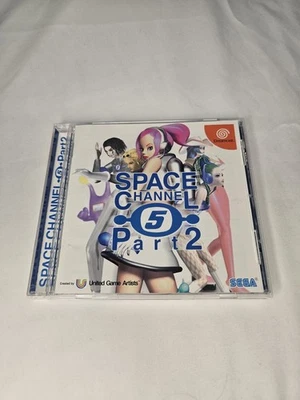 SPACE CHANNEL 5 Part2
Dreamcast
SPACE
CHANNEL
5
Part2
Created by United Game Artists
SEGA